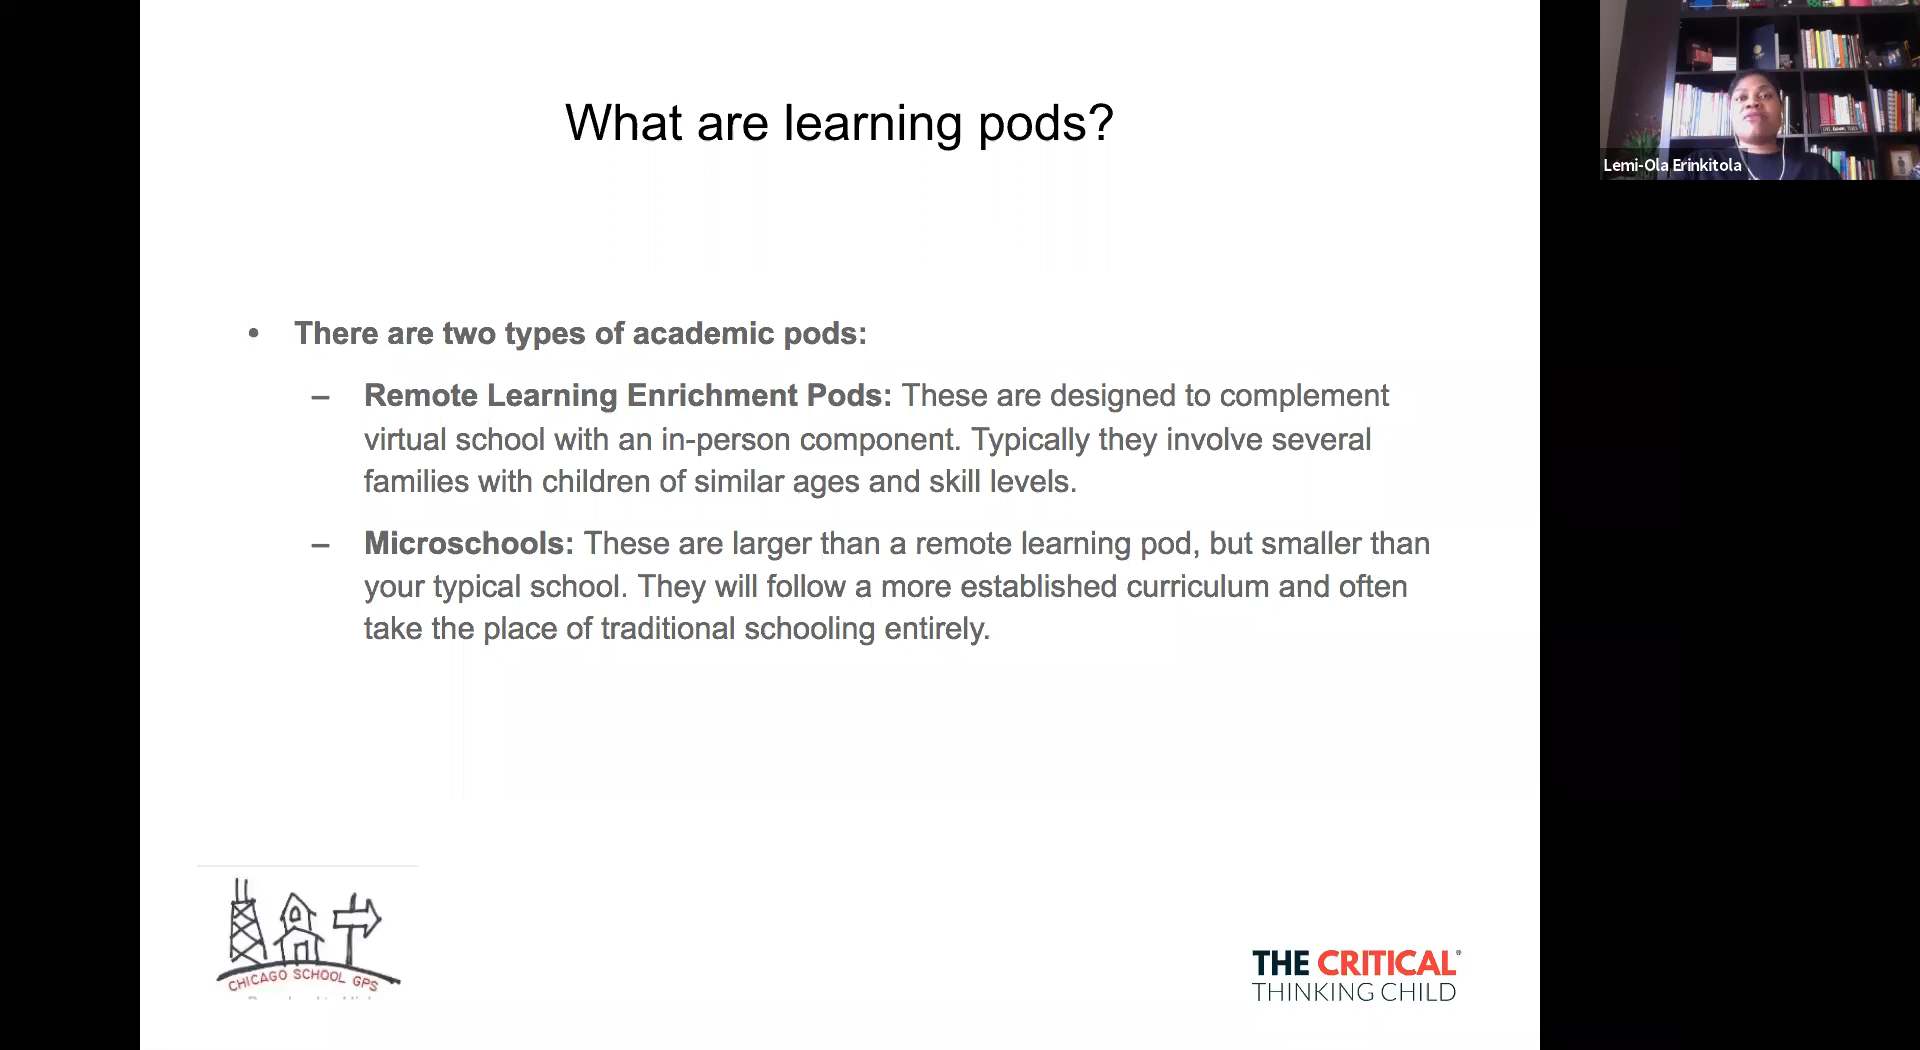 What are learning pods?
Lemi-Ola Erinkitola
• There are two types of academic pods:
– Remote Learning Enrichment Pods: These are designed to complement
virtual school with an in-person component. Typically they involve several
families with children of similar ages and skill levels.
– Microschools: These are larger than a remote learning pod, but smaller than
your typical school. They will follow a more established curriculum and often
take the place of traditional schooling entirely.
CHICAGO SCHOOL GPS
THE CRITICAL®
THINKING CHILD